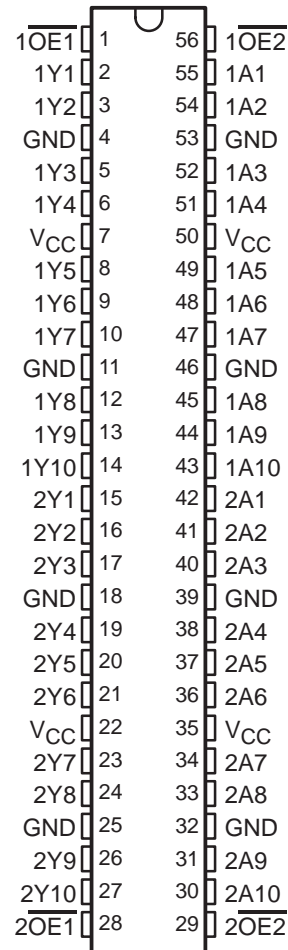 1OE1 1 56 1OE2
1Y1 2 55 1A1
1Y2 3 54 1A2
GND 4 53 GND
1Y3 5 52 1A3
1Y4 6 51 1A4
VCC 7 50 VCC
1Y5 8 49 1A5
1Y6 9 48 1A6
1Y7 10 47 1A7
GND 11 46 GND
1Y8 12 45 1A8
1Y9 13 44 1A9
1Y10 14 43 1A10
2Y1 15 42 2A1
2Y2 16 41 2A2
2Y3 17 40 2A3
GND 18 39 GND
2Y4 19 38 2A4
2Y5 20 37 2A5
2Y6 21 36 2A6
VCC 22 35 VCC
2Y7 23 34 2A7
2Y8 24 33 2A8
GND 25 32 GND
2Y9 26 31 2A9
2Y10 27 30 2A10
2OE1 28 29 2OE2